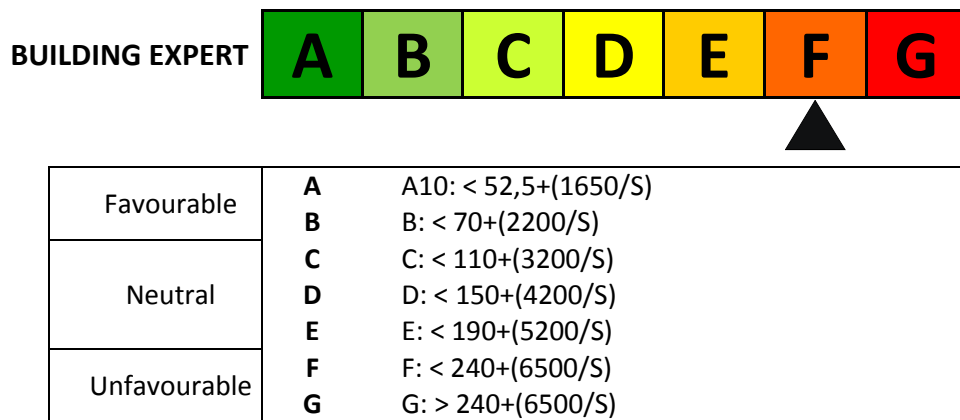 BUILDING EXPERT A B C D E F G
Favourable
A A10: < 52,5+(1650/S)
B B: < 70+(2200/S)
Neutral
C C: < 110+(3200/S)
D D: < 150+(4200/S)
E E: < 190+(5200/S)
Unfavourable
F F: < 240+(6500/S)
G G: > 240+(6500/S)